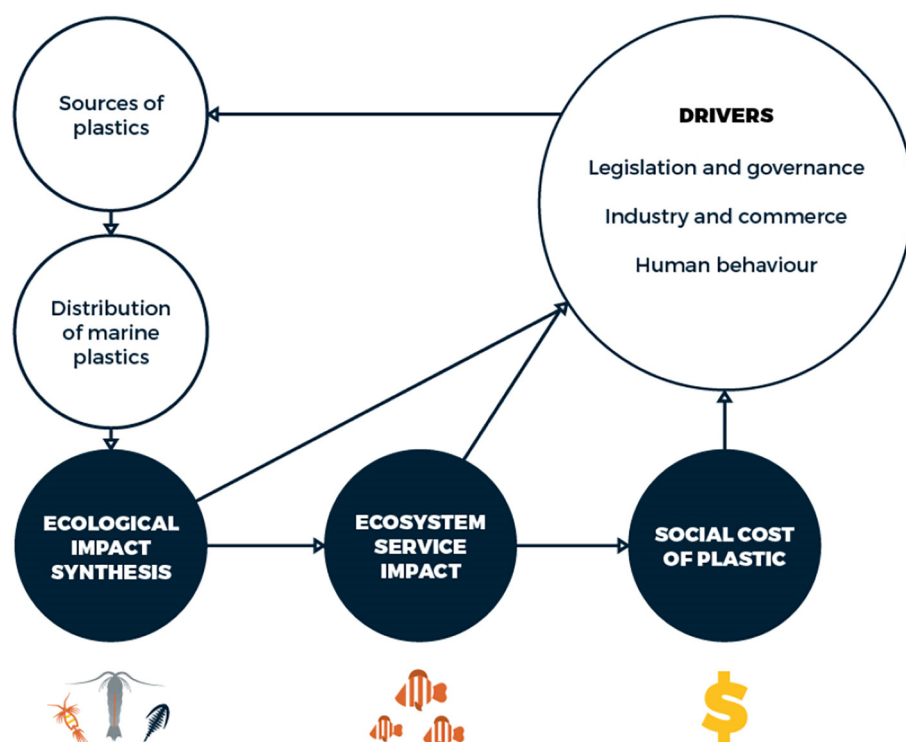 Sources of
plastics
DRIVERS
Legislation and governance
Industry and commerce
Human behaviour
Distribution
of marine
plastics
ECOLOGICAL
IMPACT
SYNTHESIS
ECOSYSTEM
SERVICE
IMPACT
SOCIAL COST
OF PLASTIC
$